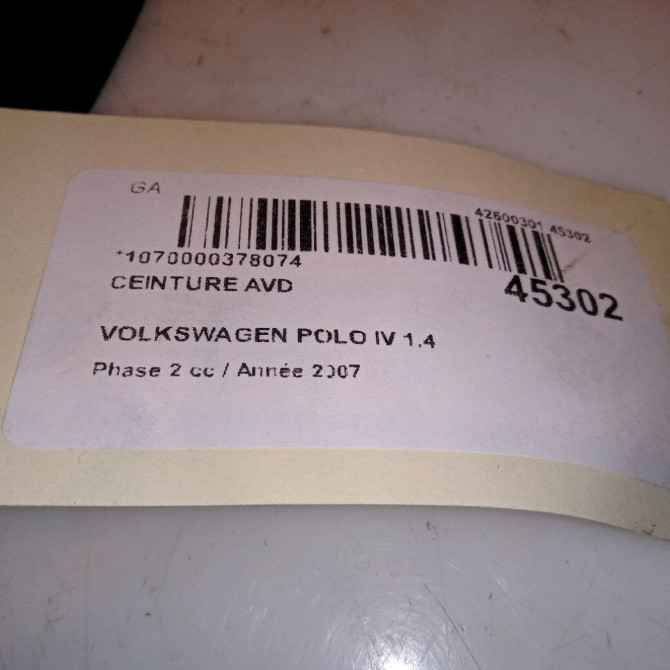 GA
42600301 45302
*1070000378074
45302
CEINTURE AVD
VOLKSWAGEN POLO IV 1.4
Phase 2 cc / Année 2007